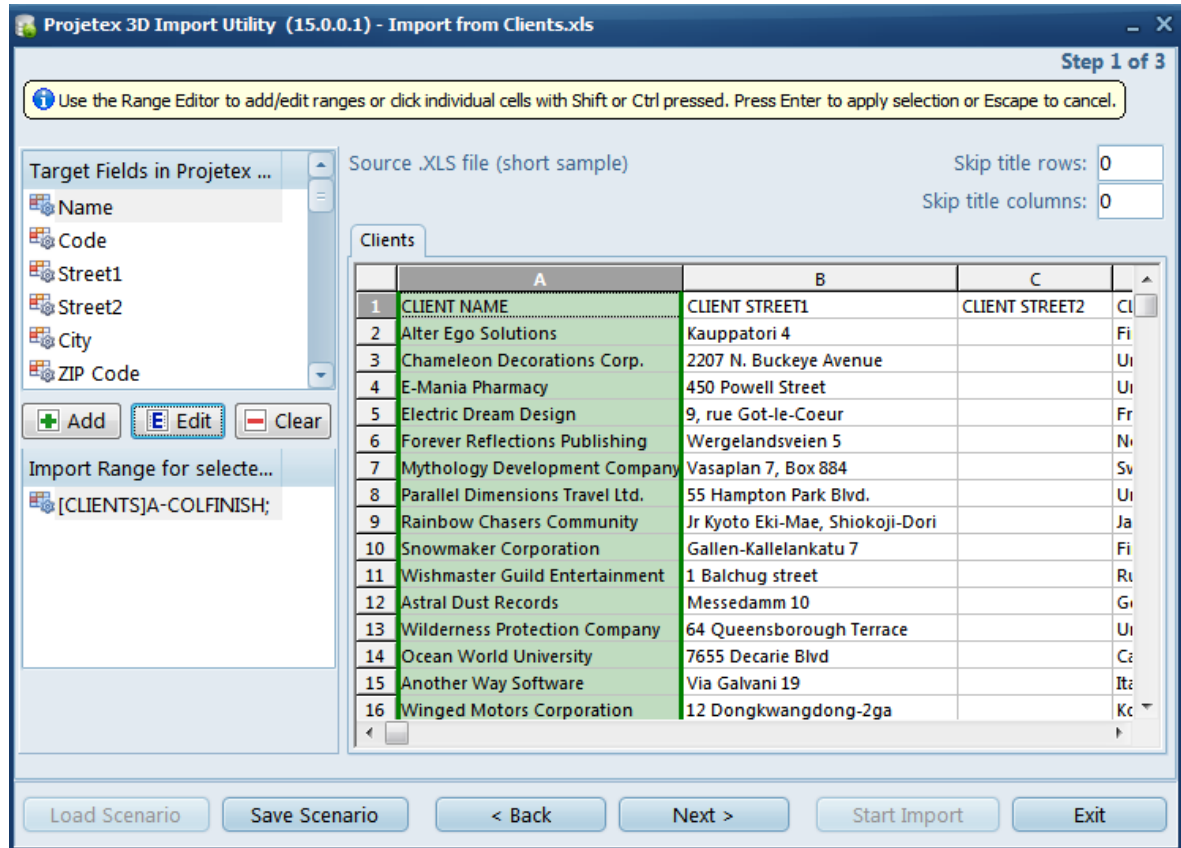 Projetex 3D Import Utility (15.0.0.1) - Import from Clients.xls
Step 1 of 3
Use the Range Editor to add/edit ranges or click individual cells with Shift or Ctrl pressed. Press Enter to apply selection or Escape to cancel.
Target Fields in Projetex ...
Name
Code
Street1
Street2
City
ZIP Code
Add E Edit Clear
Import Range for selecte...
[CLIENTS]A-COLFINISH;
Source .XLS file (short sample)
Skip title rows: 0
Skip title columns: 0
Clients
A B C
1 CLIENT NAME CLIENT STREET1 CLIENT STREET2 CL
2 Alter Ego Solutions Kauppatori 4 Fi
3 Chameleon Decorations Corp. 2207 N. Buckeye Avenue
4 E-Mania Pharmacy 450 Powell Street
5 Electric Dream Design 9, rue Got-le-Coeur Fr
6 Forever Reflections Publishing Wergelandsveien 5
7 Mythology Development Company Vasaplan 7, Box 884
8 Parallel Dimensions Travel Ltd. 55 Hampton Park Blvd.
9 Rainbow Chasers Community Jr Kyoto Eki-Mae, Shiokoji-Dori Ja
10 Snowmaker Corporation Gallen-Kallelankatu 7 Fi
11 Wishmaster Guild Entertainment 1 Balchug street
12 Astral Dust Records Messedamm 10
13 Wilderness Protection Company 64 Queensborough Terrace
14 Ocean World University 7655 Decarie Blvd
15 Another Way Software Via Galvani 19 Ita
16 Winged Motors Corporation 12 Dongkwangdong-2ga
Load Scenario Save Scenario < Back Next > Start Import Exit